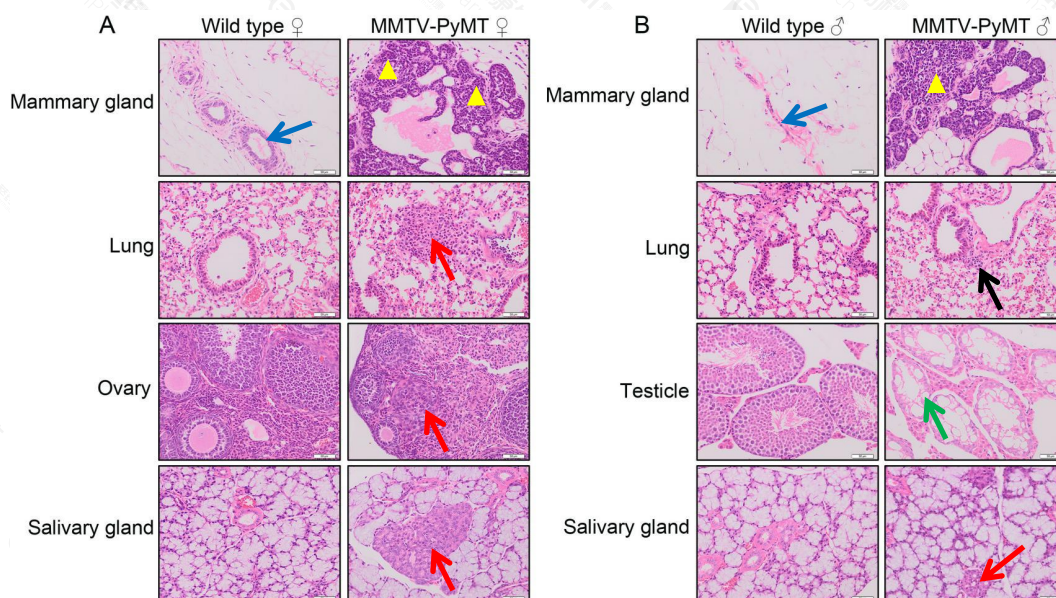 A
Wild type ♀
MMTV-PyMT ♀
Mammary gland
Lung
Ovary
Salivary gland
B
Wild type ♂
MMTV-PyMT ♂
Mammary gland
Lung
Testicle
Salivary gland